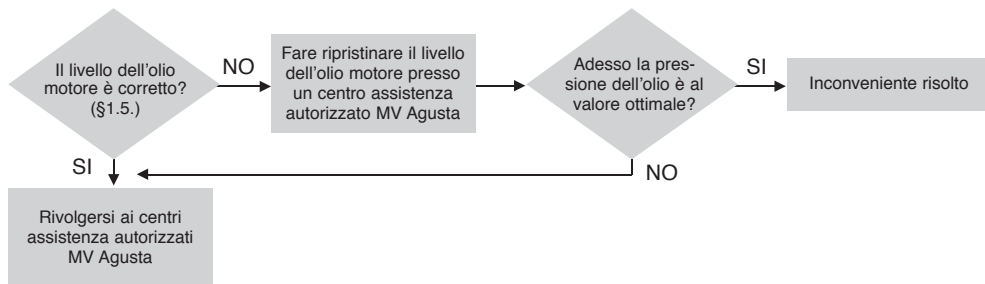 Il livello dell'olio
motore è corretto?
(§1.5.)
NO
Fare ripristinare il livello
dell'olio motore presso
un centro assistenza
autorizzato MV Agusta
Adesso la pres-
sione dell'olio è al
valore ottimale?
SI
Inconveniente risolto
SI
NO
Rivolgersi ai centri
assistenza autorizzati
MV Agusta